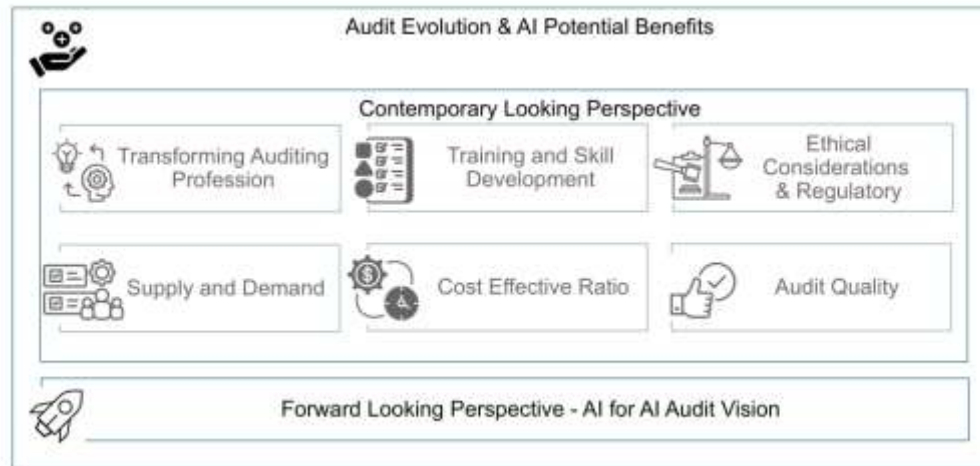 Audit Evolution & AI Potential Benefits
Contemporary Looking Perspective
Transforming Auditing
Profession
Training and Skill
Development
Ethical
Considerations
& Regulatory
Supply and Demand
Cost Effective Ratio
Audit Quality
Forward Looking Perspective - AI for AI Audit Vision